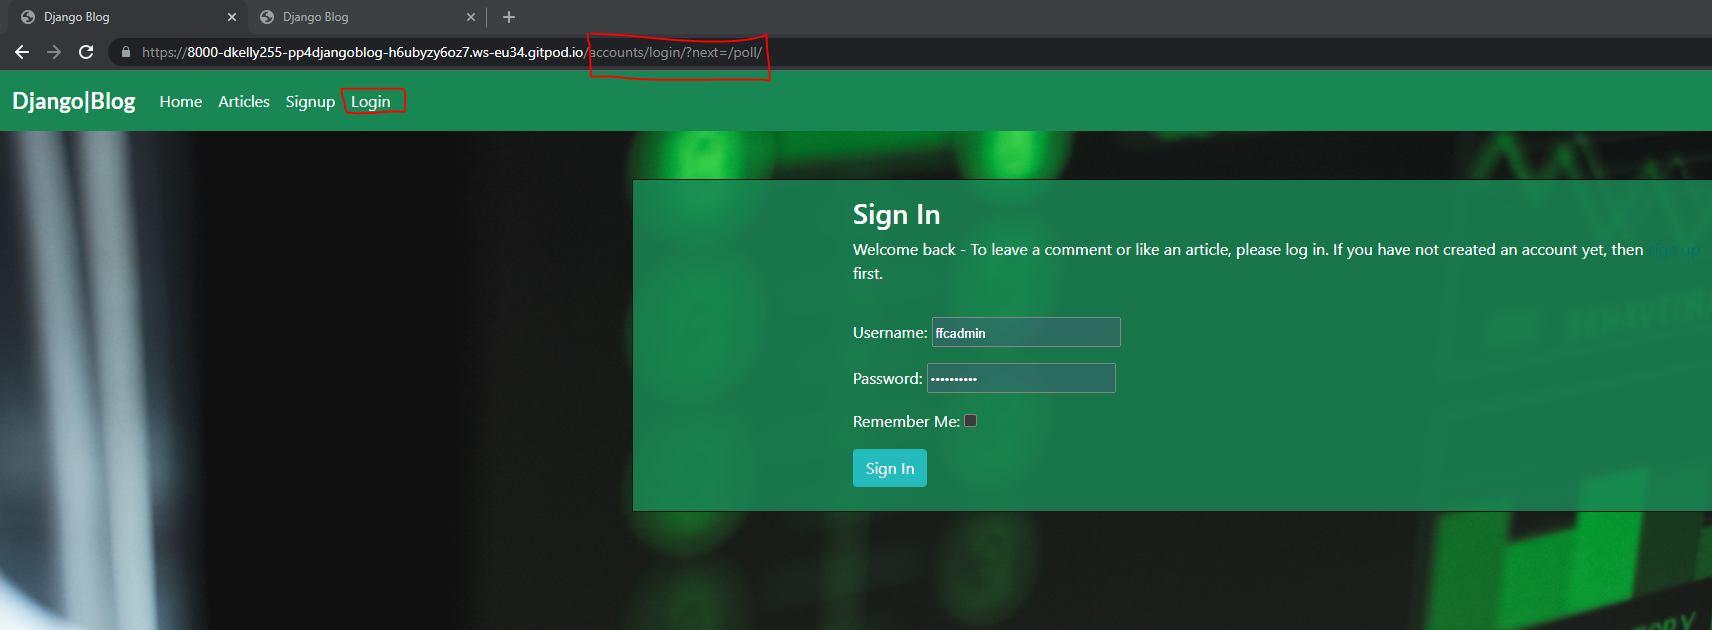 Django Blog
Django Blog
https://8000-dkelly255-pp4djangoblog-h6ubyzy6oz7.ws-eu34.gitpod.io/accounts/login/?next=/poll/
Django|Blog Home Articles Signup Login
Sign In
Welcome back - To leave a comment or like an article, please log in. If you have not created an account yet, then sign up
first.
Username: ffcadmin
Password: ••••••••••
Remember Me:
Sign In